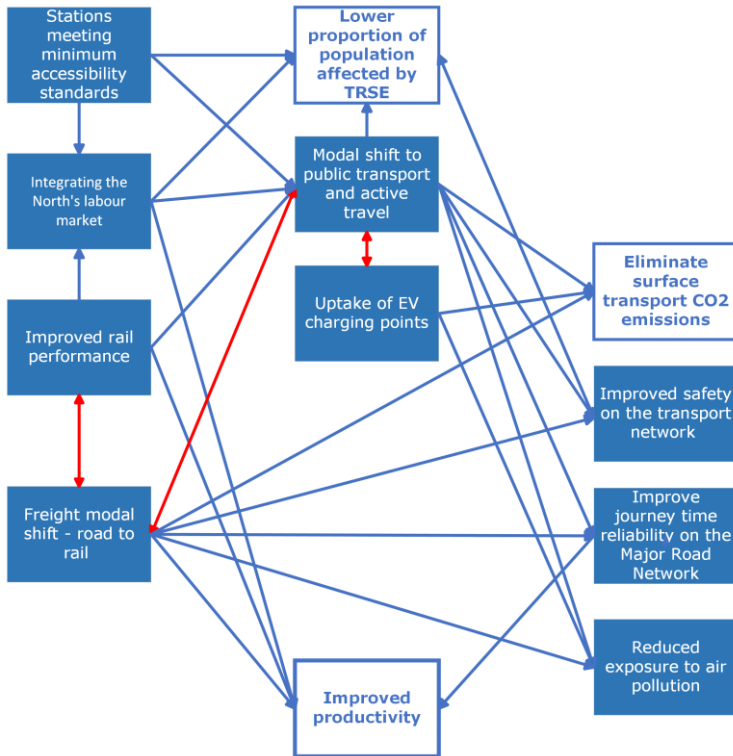 Stations
meeting
minimum
accessibility
standards
Lower
proportion of
population
affected by
TRSE
Integrating the
North's labour
market
Modal shift to
public transport
and active
travel
Improved rail
performance
Uptake of EV
charging points
Eliminate
surface
transport CO2
emissions
Improved safety
on the transport
network
Freight modal
shift - road to
rail
Improve
journey time
reliability on the
Major Road
Network
Reduced
exposure to air
pollution
Improved
productivity